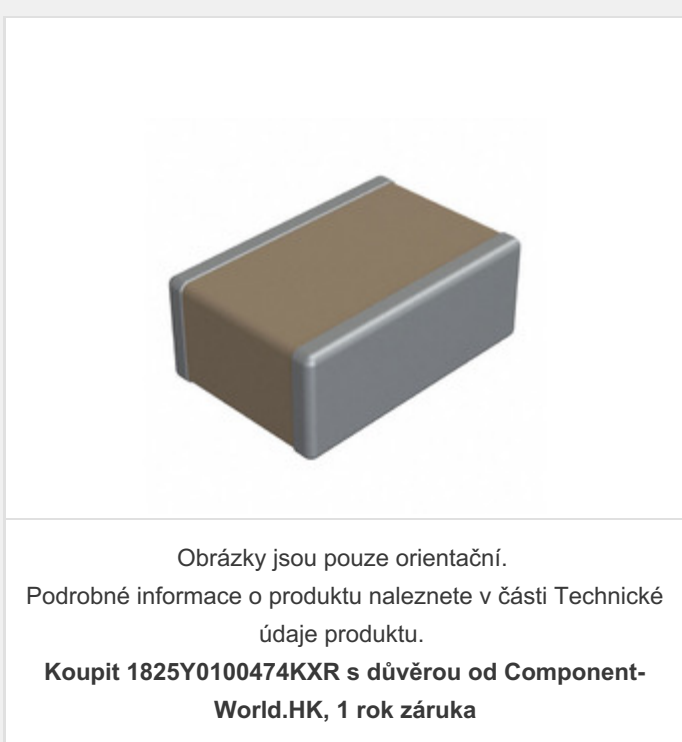 Obrázky jsou pouze orientační.
Podrobné informace o produktu naleznete v části Technické
údaje produktu.
Koupit 1825Y0100474KXR s důvěrou od Component-
World.HK, 1 rok záruka